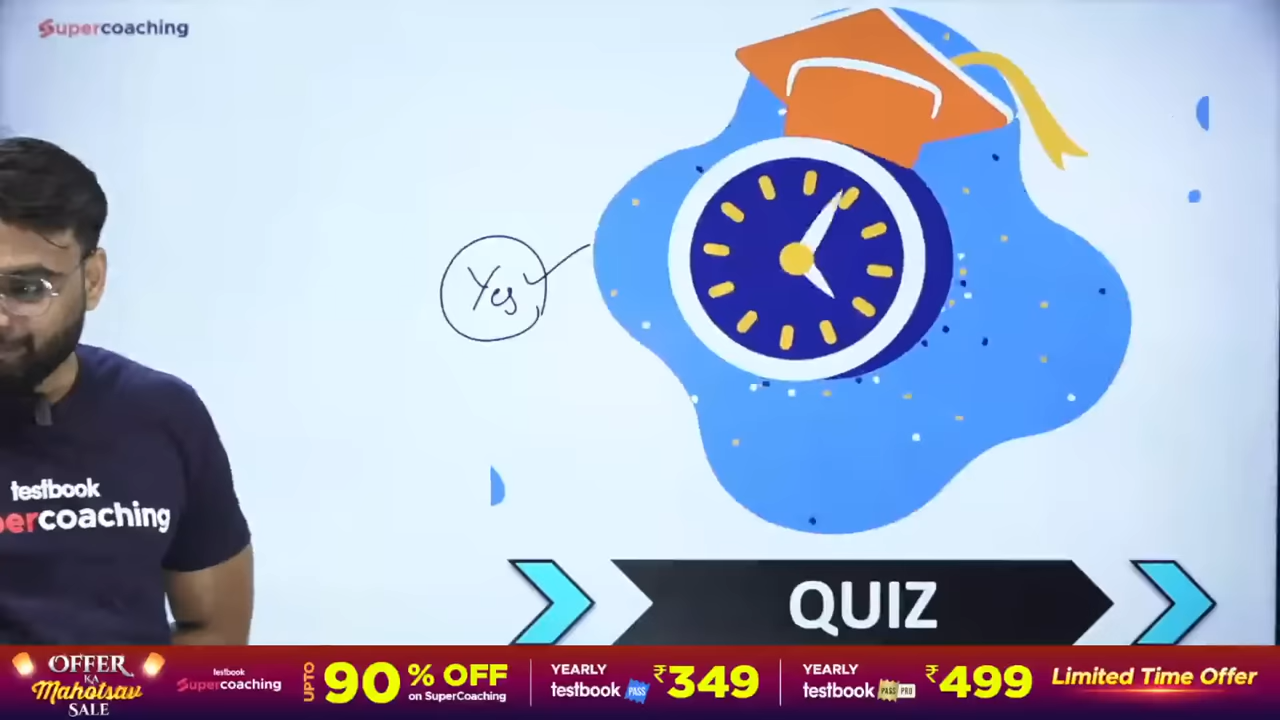 Supercoaching
Yes
testbook
percoaching
QUIZ
OFFER
KA
Mahotsav
SALE
testbook
Supercoaching
UPTO
90% OFF
on SuperCoaching
YEARLY
testbook PASS
₹349
YEARLY
testbook PASS PRO
₹499
Limited Time Offer